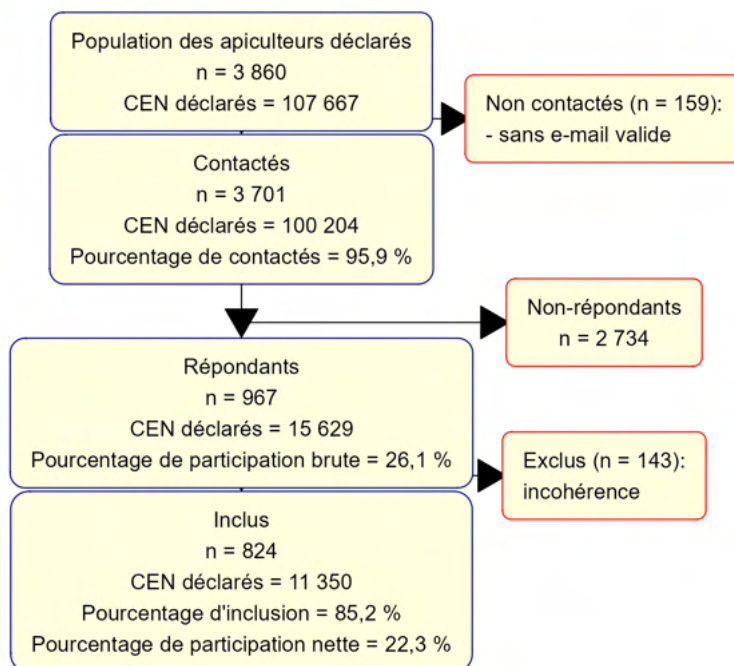 Population des apiculteurs déclarés
n = 3 860
CEN déclarés = 107 667
Non contactés (n = 159):
- sans e-mail valide
Contactés
n = 3 701
CEN déclarés = 100 204
Pourcentage de contactés = 95,9 %
Non-répondants
n = 2 734
Répondants
n = 967
CEN déclarés = 15 629
Pourcentage de participation brute = 26,1 %
Exclus (n = 143):
incohérence
Inclus
n = 824
CEN déclarés = 11 350
Pourcentage d'inclusion = 85,2 %
Pourcentage de participation nette = 22,3 %